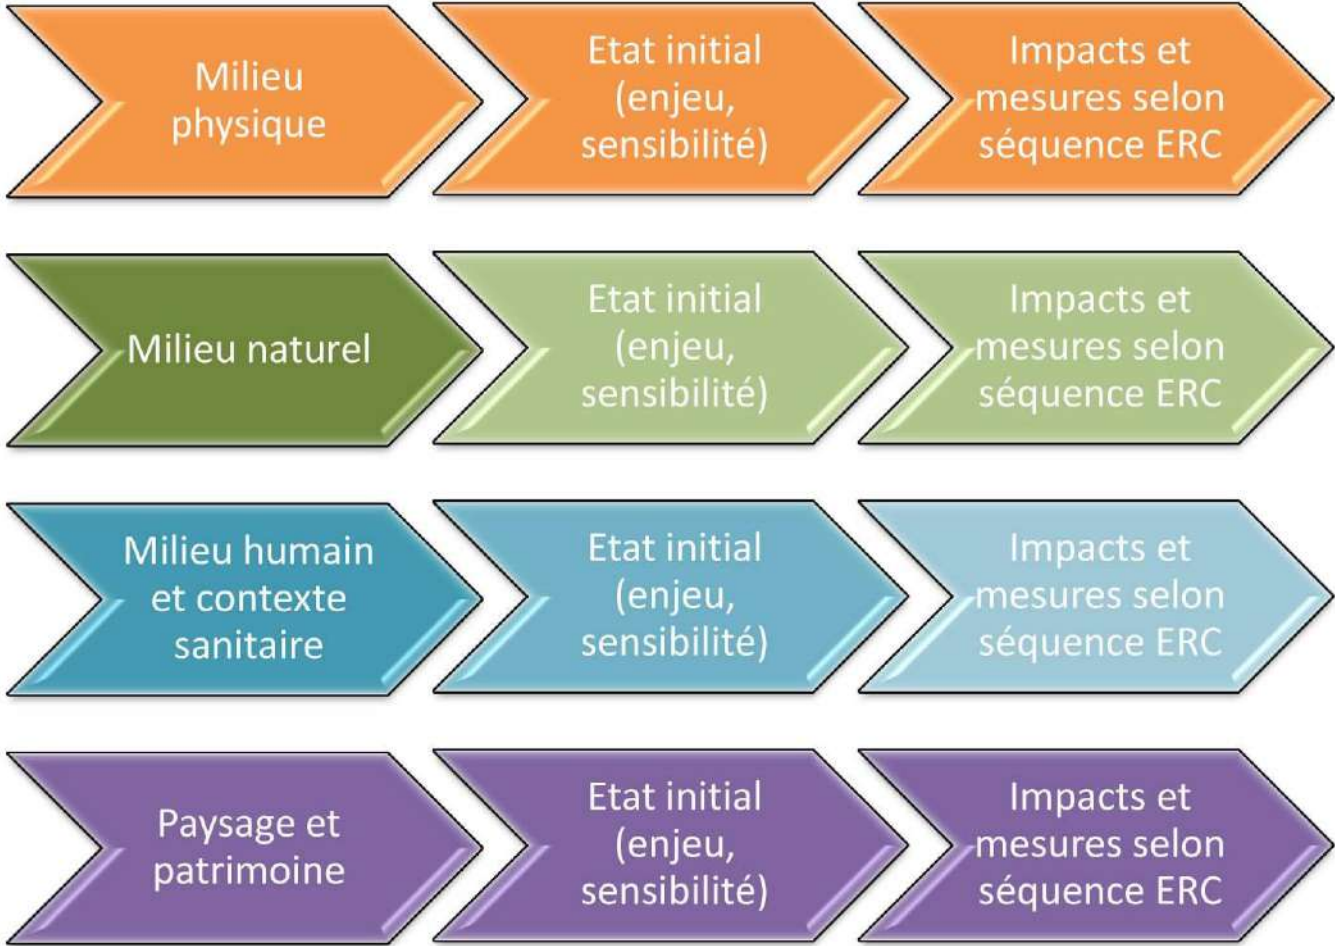 Milieu
physique
Etat initial
(enjeu,
sensibilité)
Impacts et
mesures selon
séquence ERC
Milieu naturel
Etat initial
(enjeu,
sensibilité)
Impacts et
mesures selon
séquence ERC
Milieu humain
et contexte
sanitaire
Etat initial
(enjeu,
sensibilité)
Impacts et
mesures selon
séquence ERC
Paysage et
patrimoine
Etat initial
(enjeu,
sensibilité)
Impacts et
mesures selon
séquence ERC